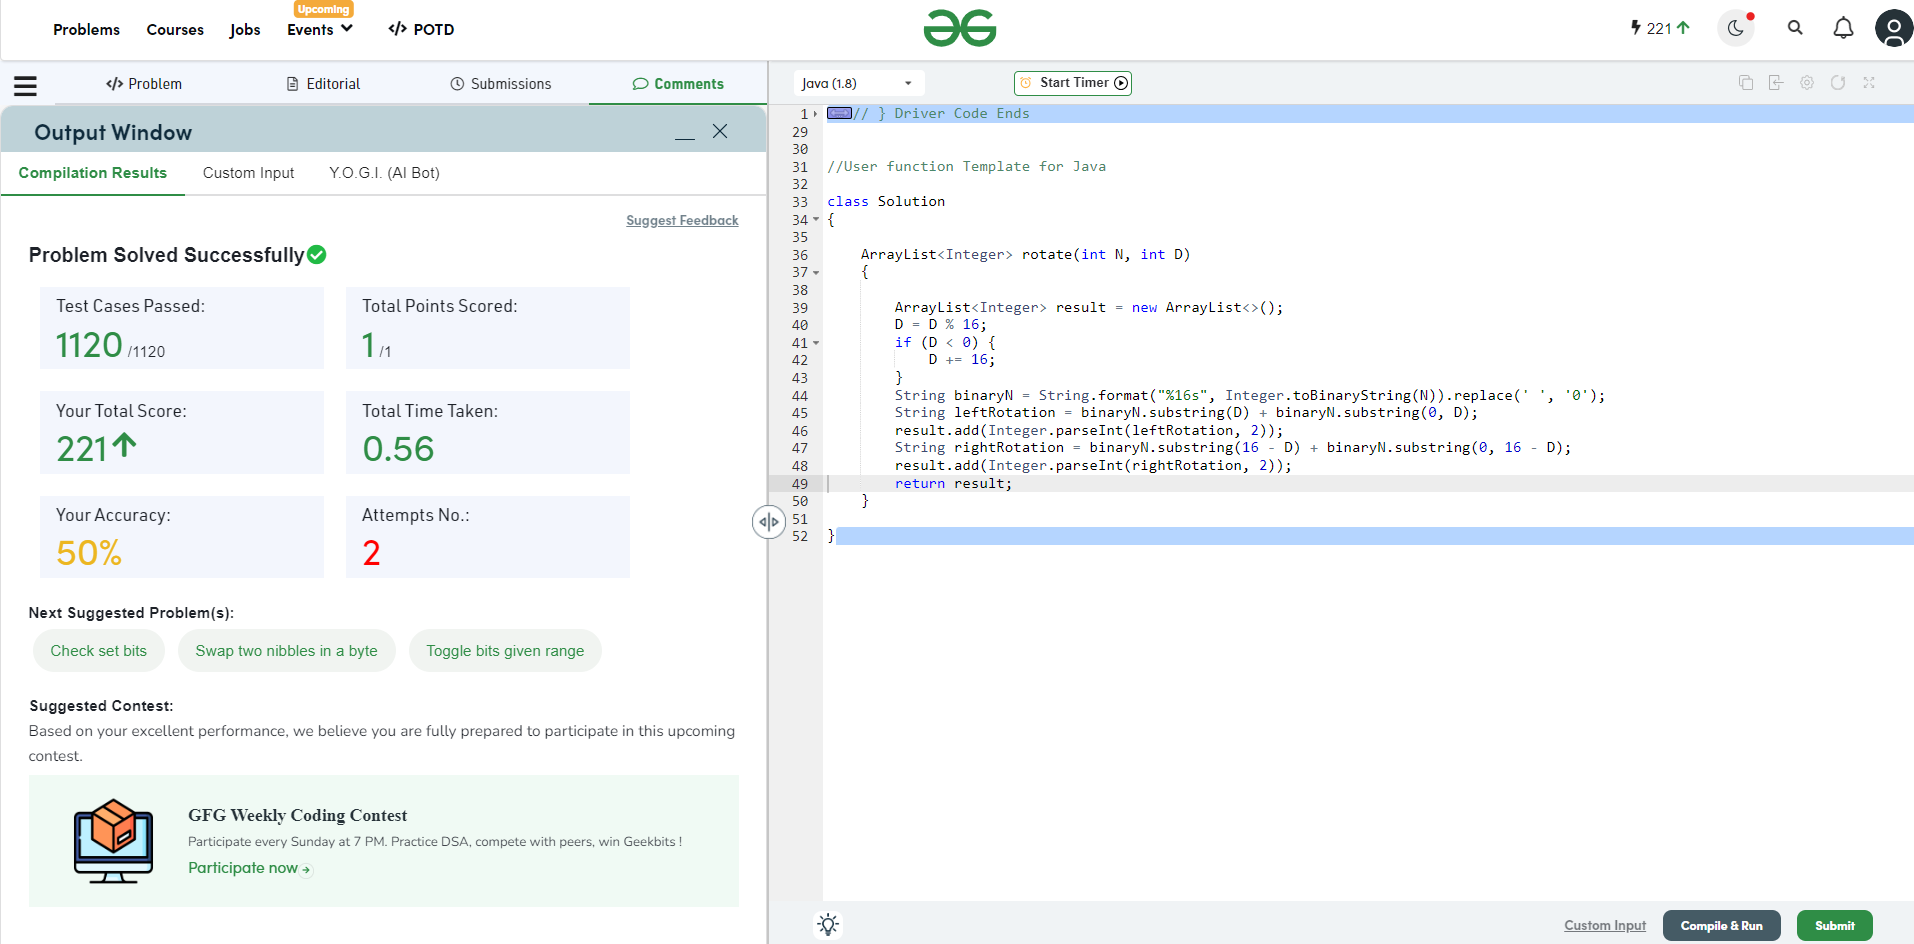 Problems Courses Jobs Upcoming Events POTD
221
Problem Editorial Submissions Comments
Output Window
Compilation Results Custom Input Y.O.G.I. (AI Bot)
Suggest Feedback
Problem Solved Successfully
Test Cases Passed: Total Points Scored:
1120 /1120 1 /1
Your Total Score: Total Time Taken:
221 0.56
Your Accuracy: Attempts No.:
50% 2
Next Suggested Problem(s):
Check set bits Swap two nibbles in a byte Toggle bits given range
Suggested Contest:
Based on your excellent performance, we believe you are fully prepared to participate in this upcoming
contest.
GFG Weekly Coding Contest
Participate every Sunday at 7 PM. Practice DSA, compete with peers, win Geekbits !
Participate now
Java (1.8) Start Timer
1 // } Driver Code Ends
29
30
31 //User function Template for Java
32
33 class Solution
34 {
35
36 ArrayList<Integer> rotate(int N, int D)
37 {
38
39 ArrayList<Integer> result = new ArrayList<>();
40 D = D % 16;
41 if (D < 0) {
42 D += 16;
43 }
44 String binaryN = String.format("%16s", Integer.toBinaryString(N)).replace(' ', '0');
45 String leftRotation = binaryN.substring(D) + binaryN.substring(0, D);
46 result.add(Integer.parseInt(leftRotation, 2));
47 String rightRotation = binaryN.substring(16 - D) + binaryN.substring(0, 16 - D);
48 result.add(Integer.parseInt(rightRotation, 2));
49 return result;
50 }
51
52 }
Custom Input Compile & Run Submit